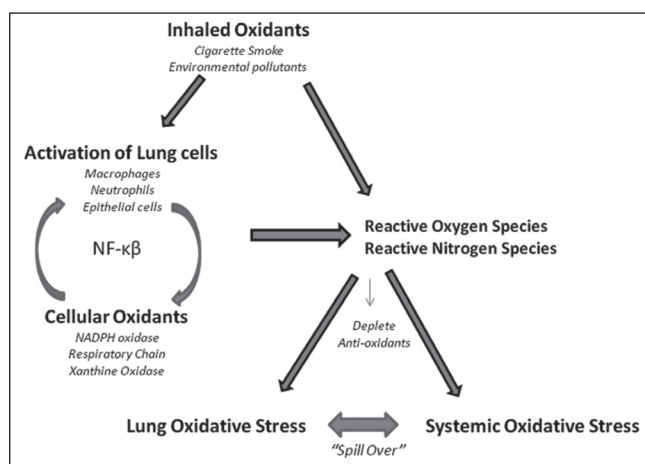 Inhaled Oxidants
Cigarette Smoke
Environmental pollutants
Activation of Lung cells
Macrophages
Neutrophils
Epithelial cells
NF-κβ
Cellular Oxidants
NADPH oxidase
Respiratory Chain
Xanthine Oxidase
Reactive Oxygen Species
Reactive Nitrogen Species
Deplete
Anti-oxidants
Lung Oxidative Stress
Systemic Oxidative Stress
"Spill Over"